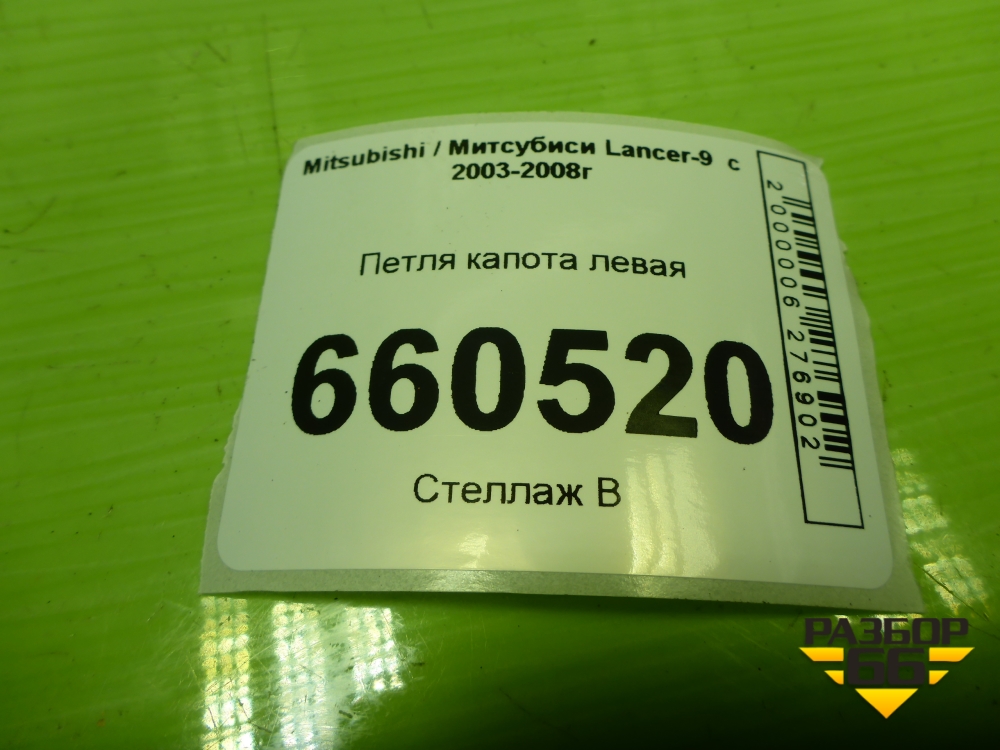 Mitsubishi / Митсубиси Lancer-9 с
2003-2008г
Петля капота левая
660520
Стеллаж В
2000006276902
РАЗБОР
66